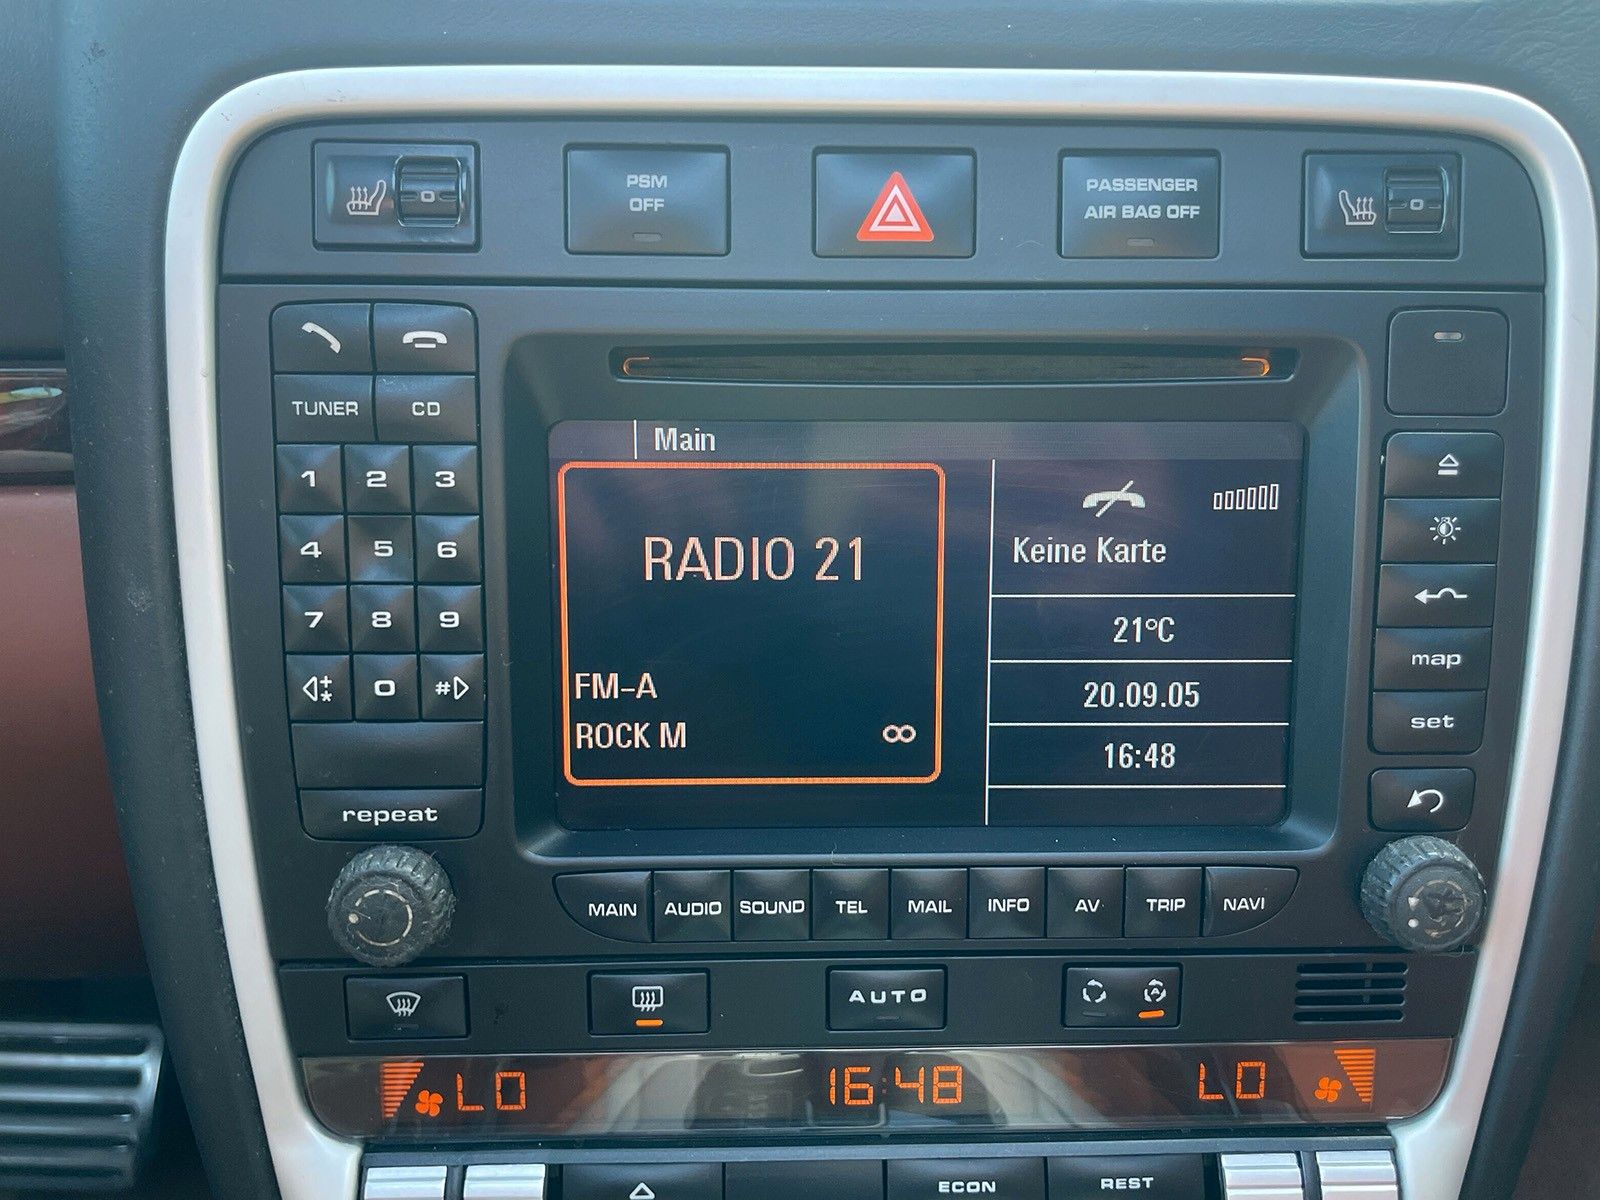 PSM
OFF
PASSENGER
AIR BAG OFF
TUNER
CD
1
2
3
4
5
6
7
8
9
0
#
repeat
Main
RADIO 21
FM-A
ROCK M
Keine Karte
21°C
20.09.05
16:48
map
set
MAIN
AUDIO
SOUND
TEL
MAIL
INFO
AV
TRIP
NAVI
AUTO
A
LO
16:48
LO
ECON
REST